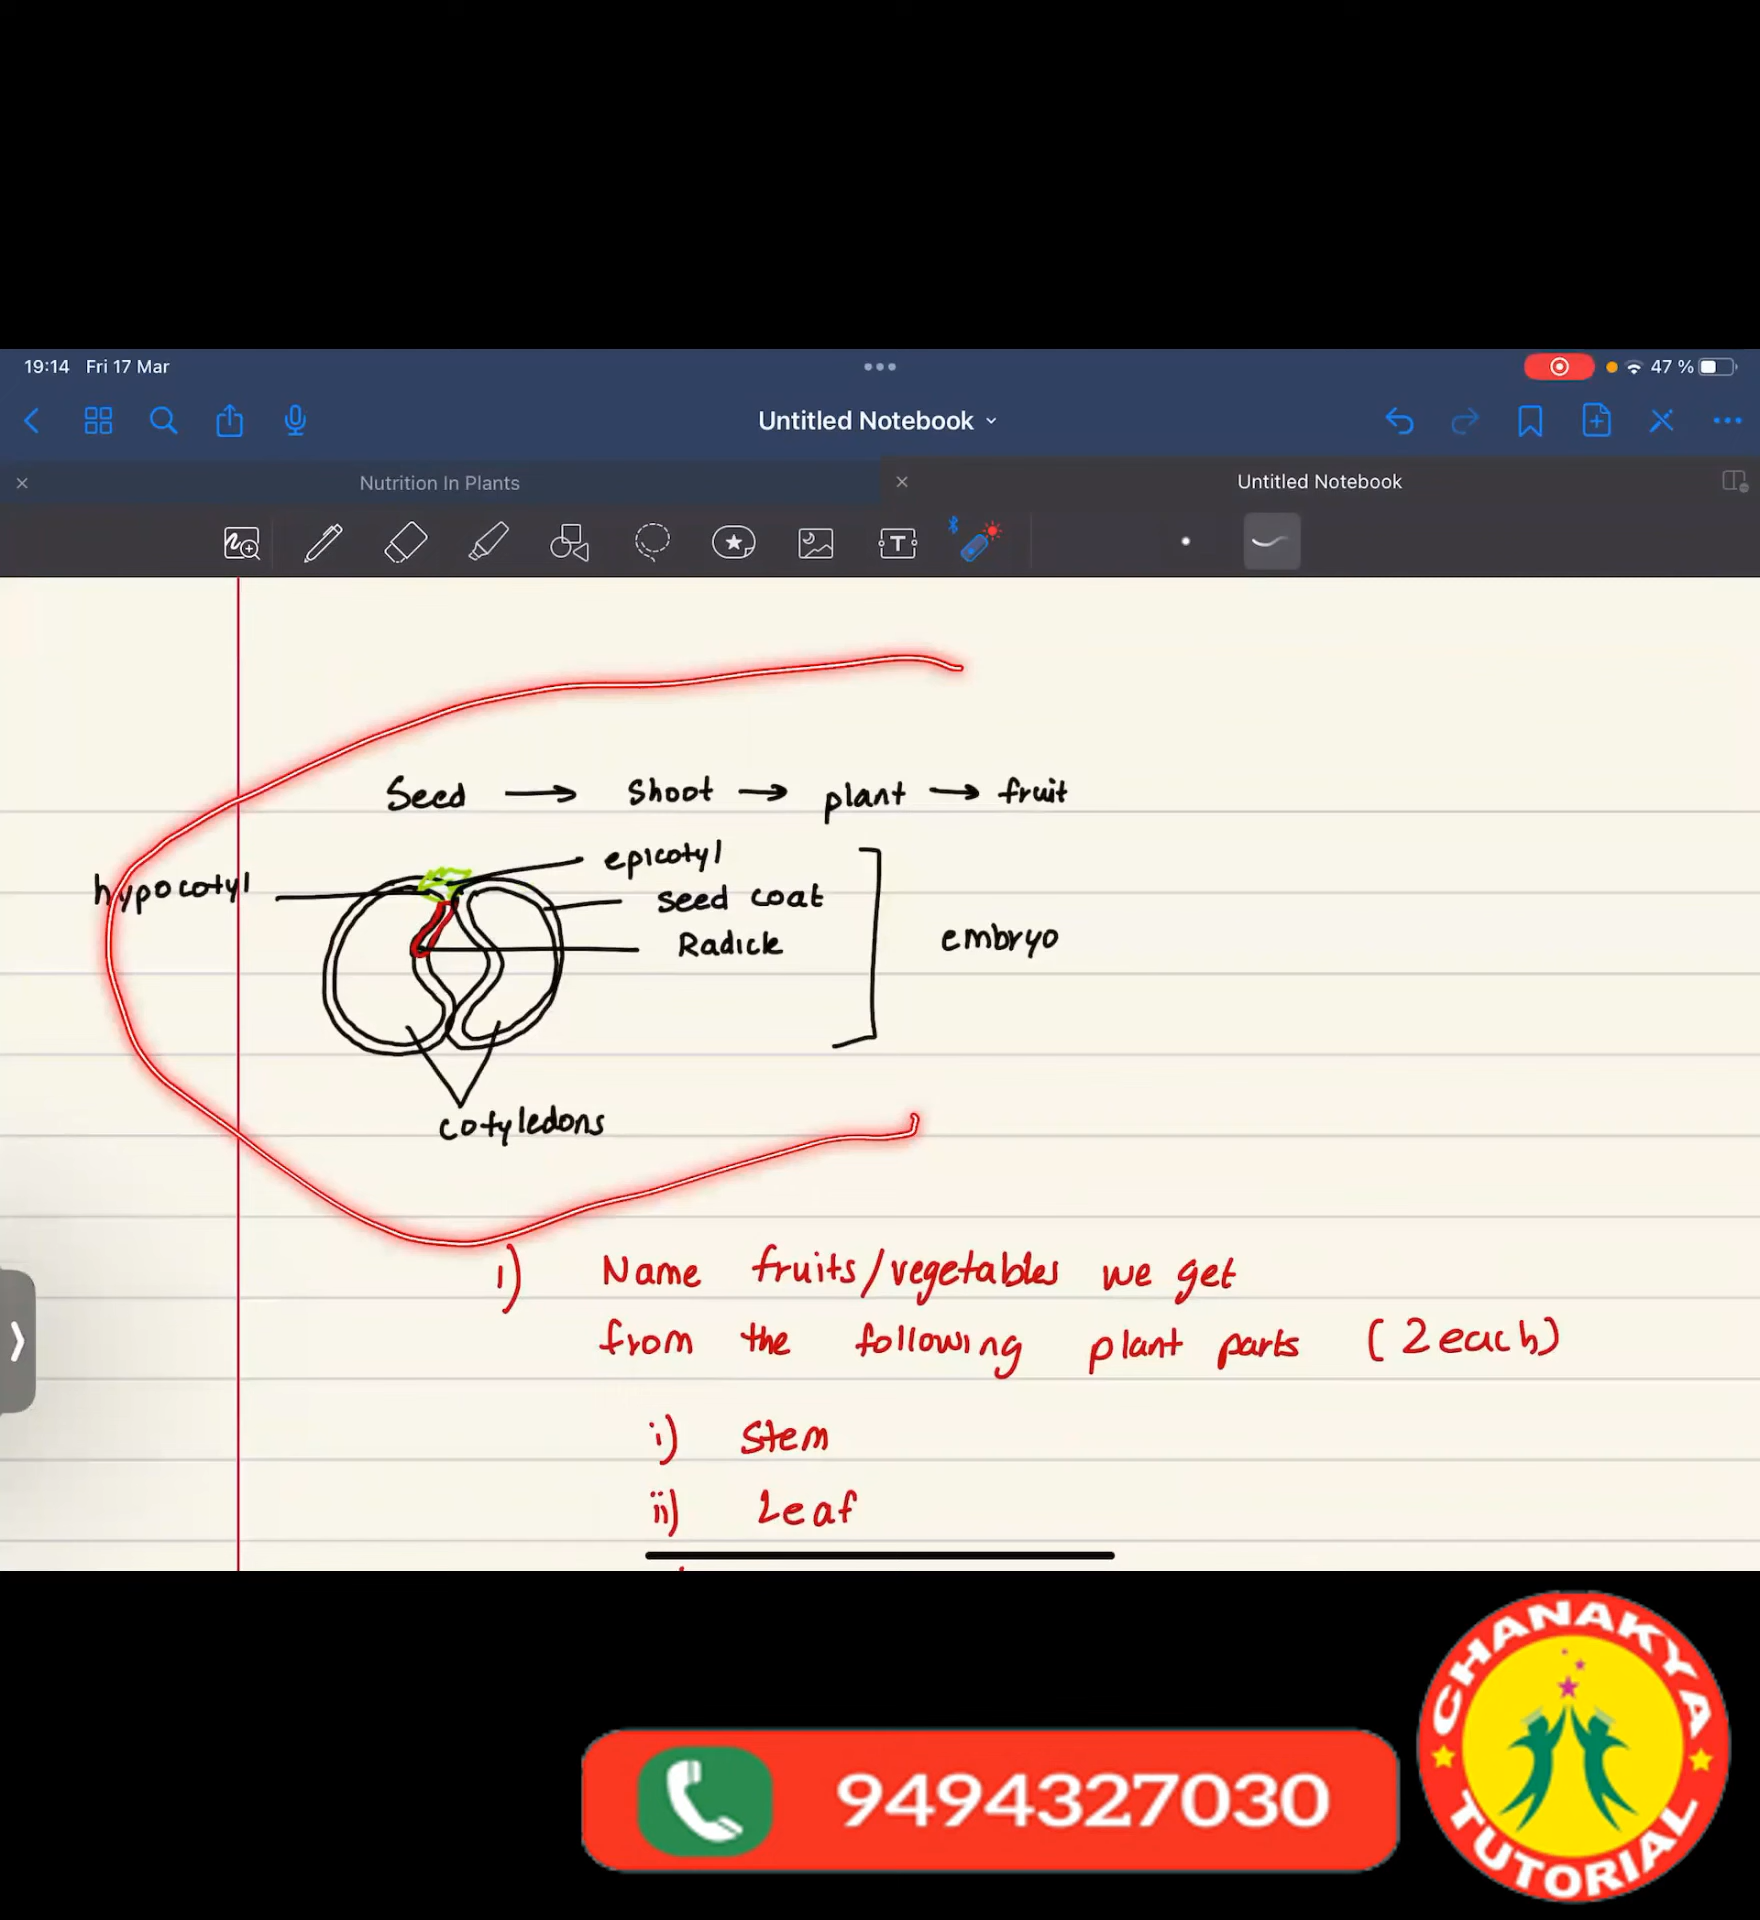 19:14 Fri 17 Mar
47 %
Untitled Notebook
Nutrition In Plants
Untitled Notebook
T
Seed → Shoot → plant → fruit
epicotyl
hypocotyl
seed coat
Radicle
embryo
cotyledons
1) Name fruits/vegetables we get
from the following plant parts (2 each)
i) Stem
ii) Leaf
9494327030
CHANAKYA
TUTORIAL